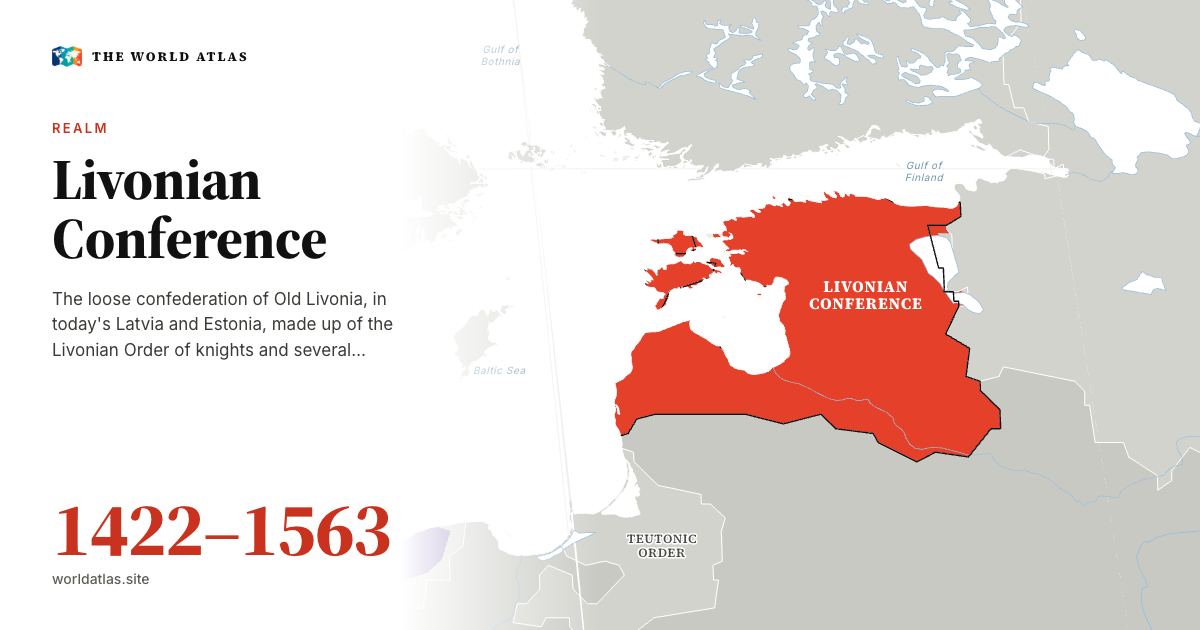 THE WORLD ATLAS
REALM
Livonian
Conference
The loose confederation of Old Livonia, in
today's Latvia and Estonia, made up of the
Livonian Order of knights and several...
1422–1563
worldatlas.site
Gulf of
Bothnia
Gulf of
Finland
LIVONIAN
CONFERENCE
Baltic Sea
TEUTONIC
ORDER